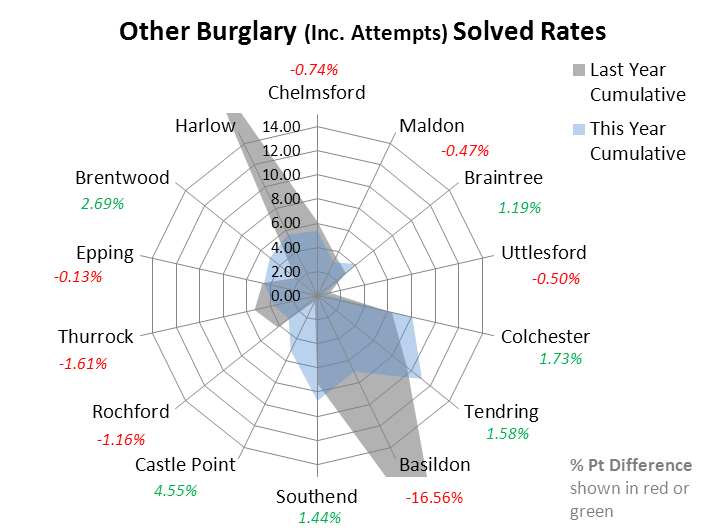 Other Burglary (Inc. Attempts) Solved Rates
-0.74%
Chelmsford
Last Year
Cumulative
This Year
Cumulative
Harlow
Maldon
-0.47%
Brentwood
2.69%
Braintree
1.19%
Epping
-0.13%
Uttlesford
-0.50%
Thurrock
-1.61%
Colchester
1.73%
Rochford
-1.16%
Tendring
1.58%
Castle Point
4.55%
Basildon
-16.56%
Southend
1.44%
14.00
12.00
10.00
8.00
6.00
4.00
2.00
0.00
% Pt Difference
shown in red or
green